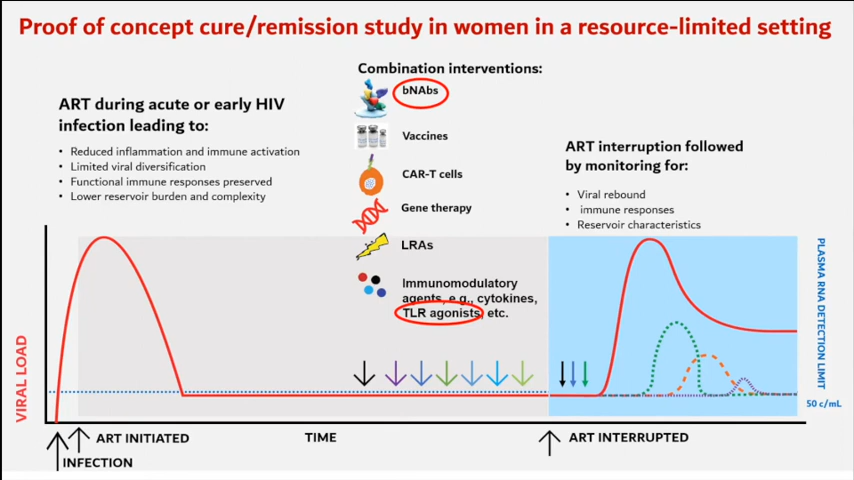 Proof of concept cure/remission study in women in a resource-limited setting
ART during acute or early HIV
infection leading to:
• Reduced inflammation and immune activation
• Limited viral diversification
• Functional immune responses preserved
• Lower reservoir burden and complexity
Combination interventions:
bNAbs
Vaccines
CAR-T cells
Gene therapy
LRAs
Immunomodulatory
agents, e.g., cytokines,
TLR agonists, etc.
ART interruption followed
by monitoring for:
• Viral rebound
• immune responses
• Reservoir characteristics
VIRAL LOAD
PLASMA RNA DETECTION LIMIT
50 c/mL
ART INITIATED
TIME
ART INTERRUPTED
INFECTION